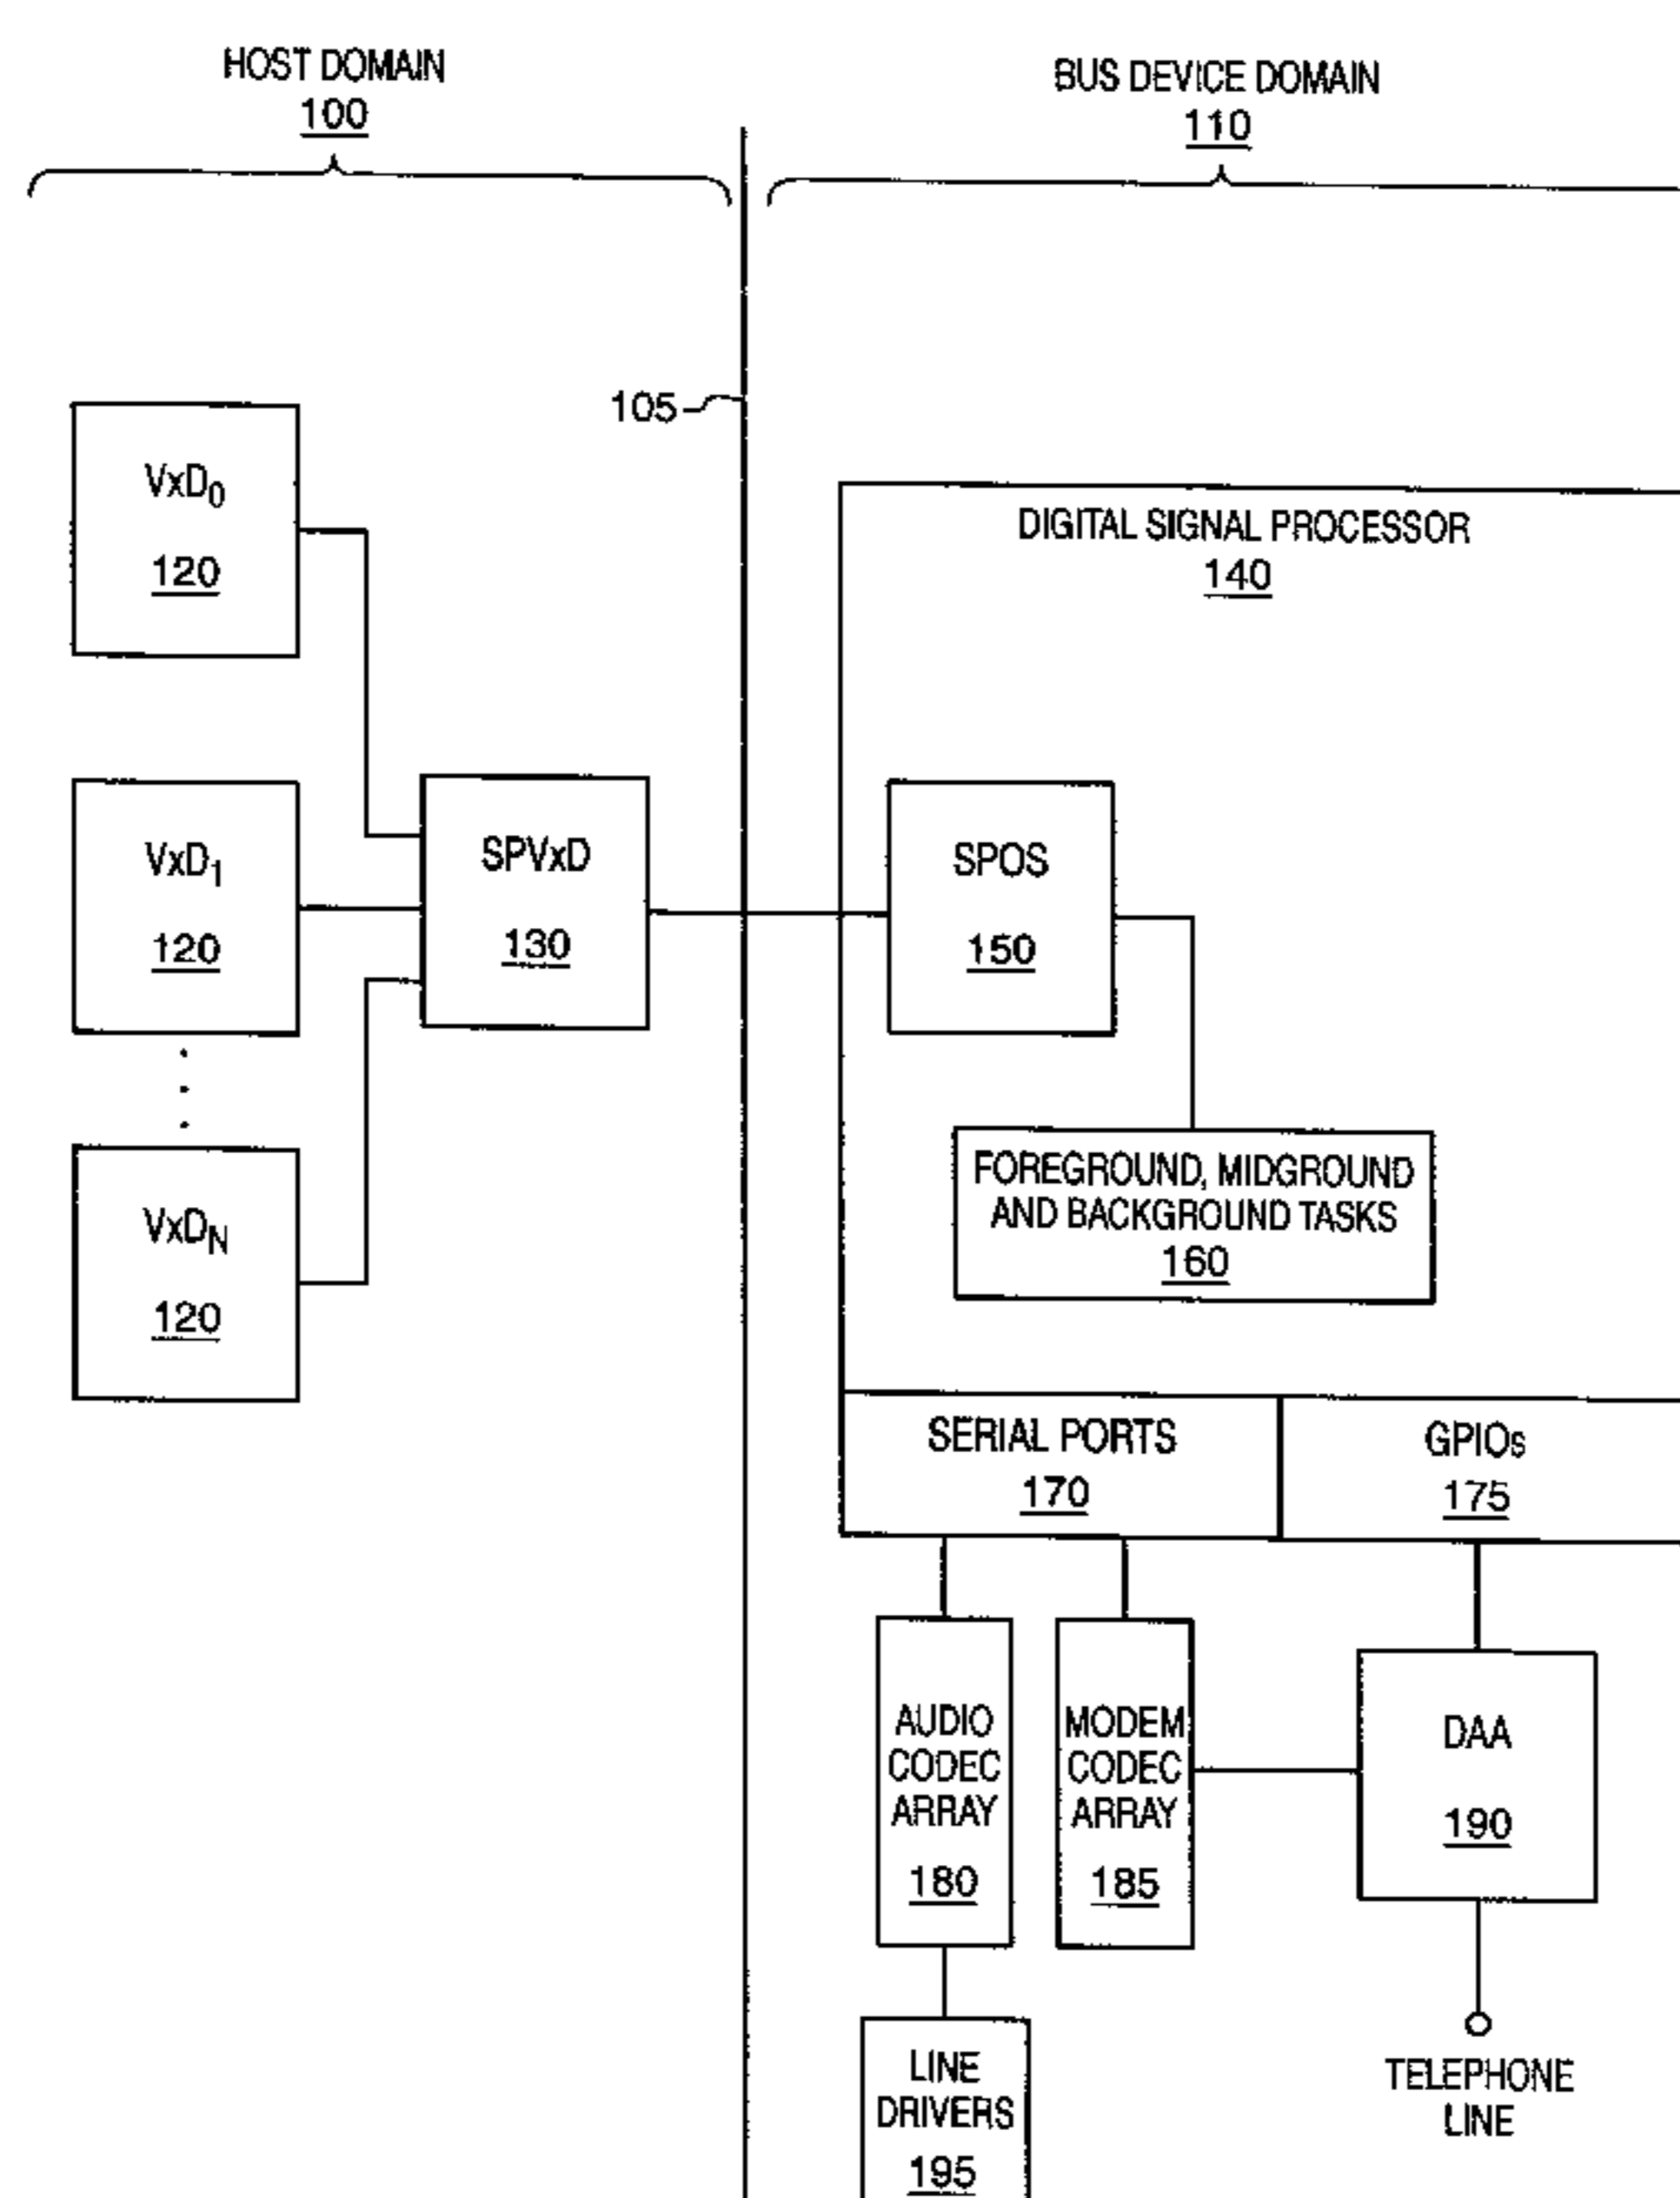 HOST DOMAIN
100
BUS DEVICE DOMAIN
110
105
VxD0
120
DIGITAL SIGNAL PROCESSOR
140
VxD1
120
SPVxD
130
SPOS
150
VxDN
120
FOREGROUND, MIDGROUND
AND BACKGROUND TASKS
160
SERIAL PORTS
170
GPIOs
175
AUDIO
CODEC
ARRAY
180
MODEM
CODEC
ARRAY
185
DAA
190
LINE
DRIVERS
195
TELEPHONE
LINE